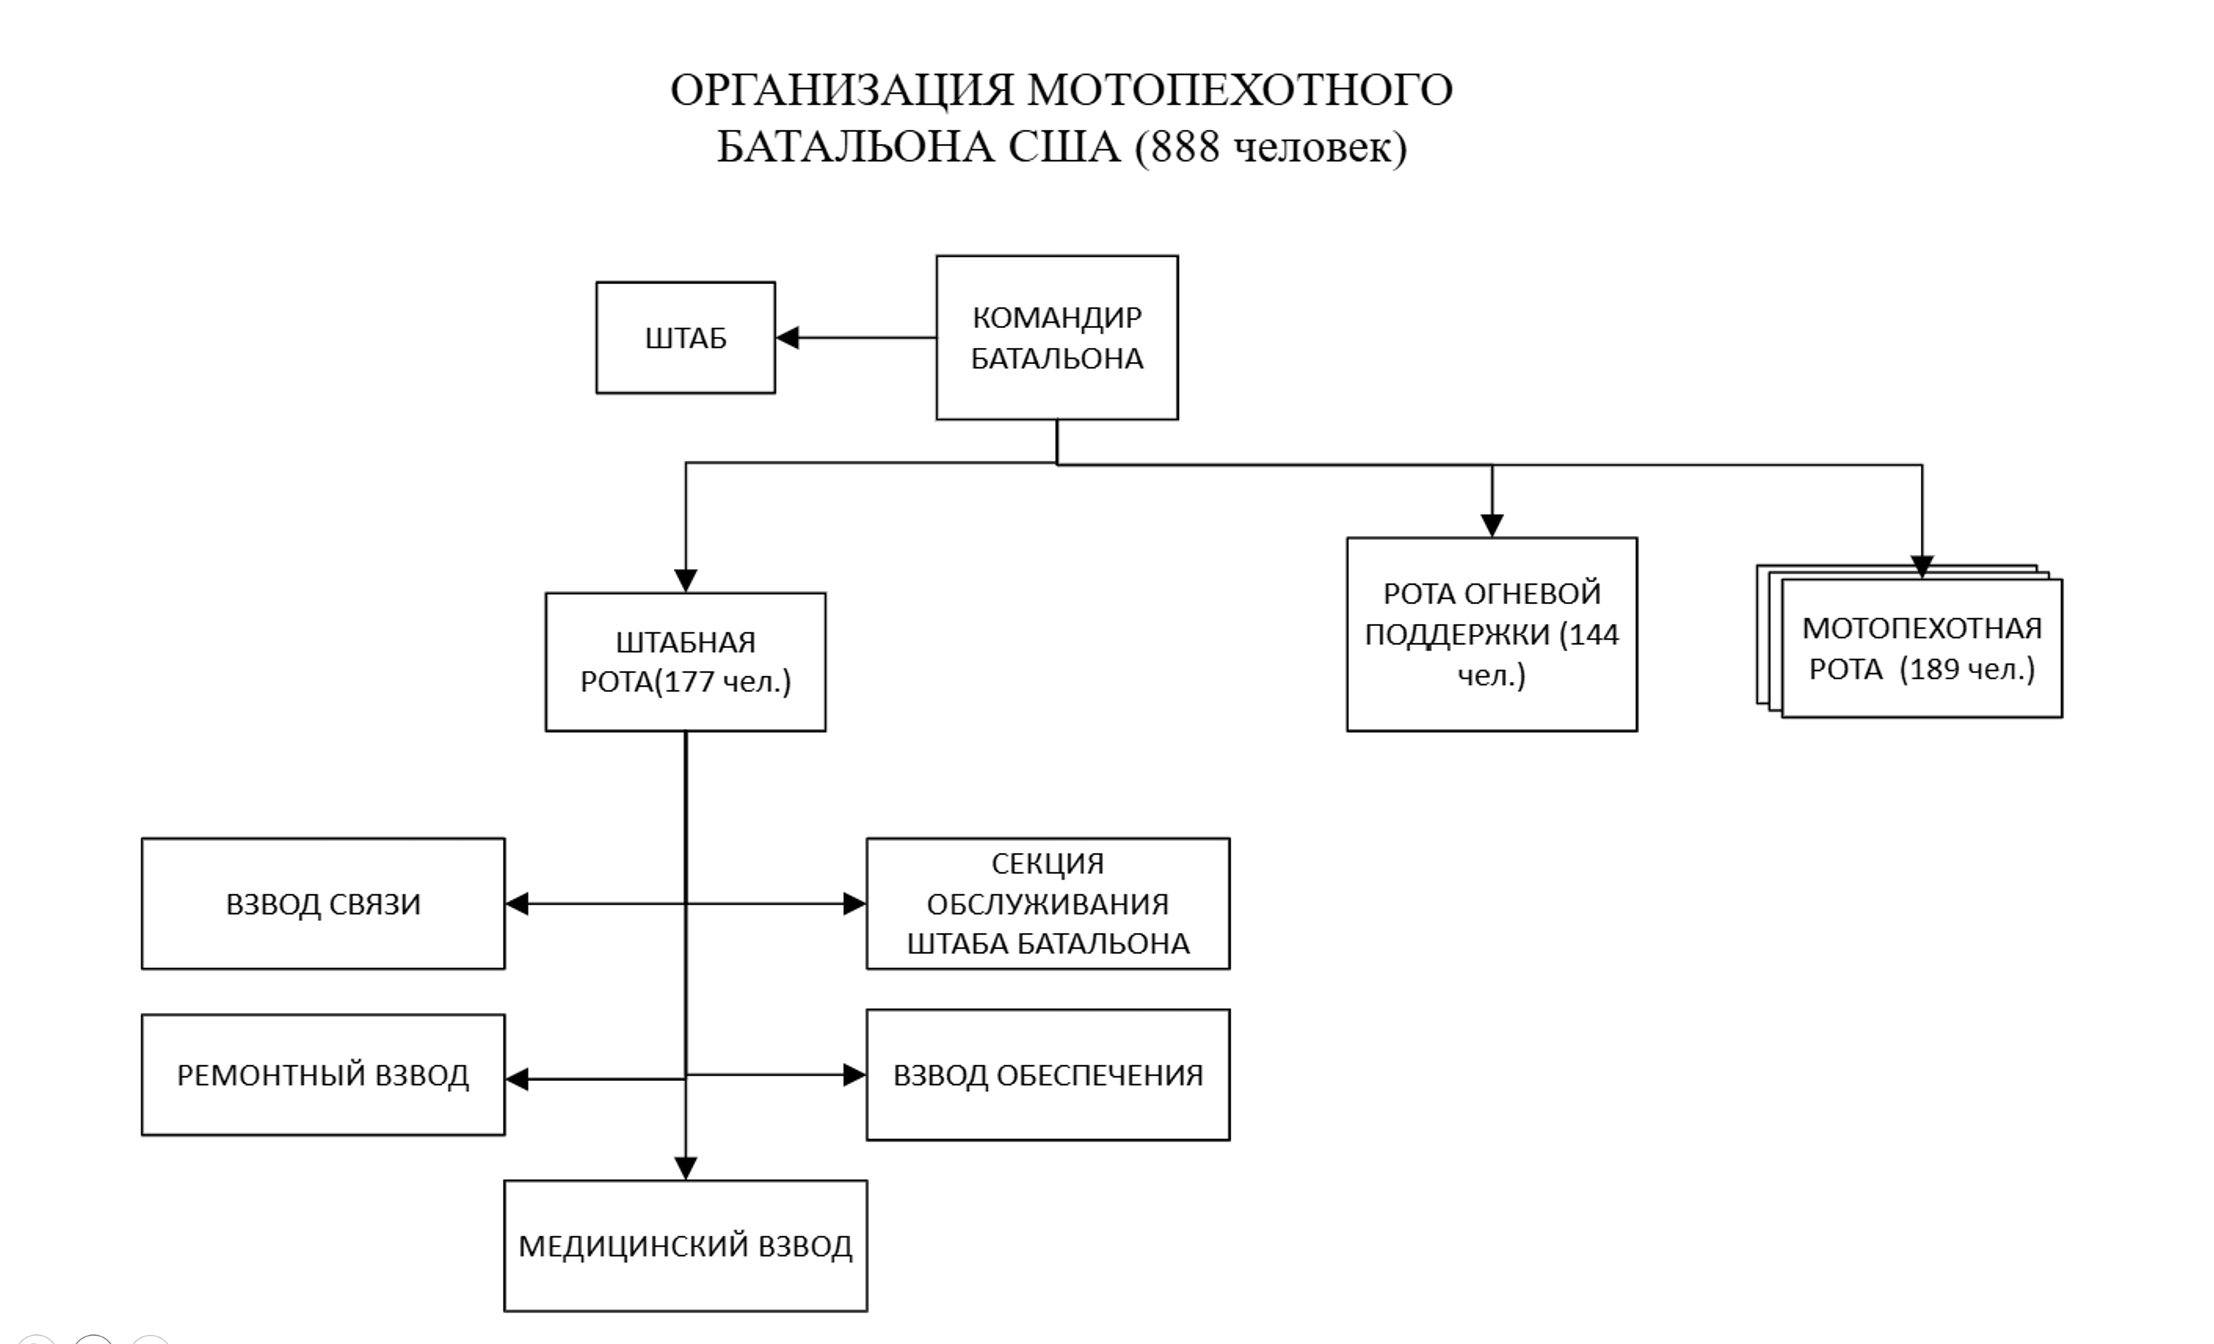 ОРГАНИЗАЦИЯ МОТОПЕХОТНОГО
БАТАЛЬОНА США (888 человек)
ШТАБ
КОМАНДИР
БАТАЛЬОНА
ШТАБНАЯ
РОТА(177 чел.)
РОТА ОГНЕВОЙ
ПОДДЕРЖКИ (144
чел.)
МОТОПЕХОТНАЯ
РОТА (189 чел.)
ВЗВОД СВЯЗИ
СЕКЦИЯ
ОБСЛУЖИВАНИЯ
ШТАБА БАТАЛЬОНА
РЕМОНТНЫЙ ВЗВОД
ВЗВОД ОБЕСПЕЧЕНИЯ
МЕДИЦИНСКИЙ ВЗВОД